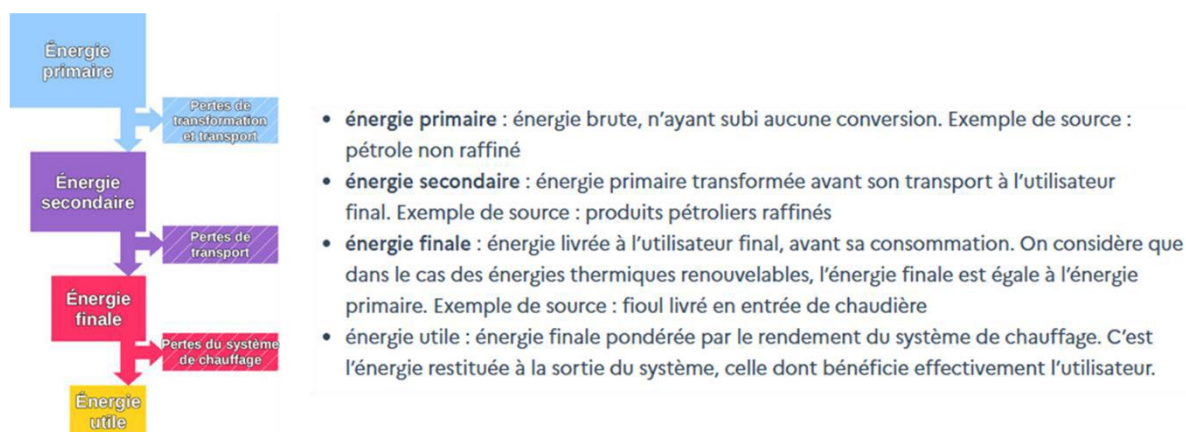 Énergie
primaire
Pertes de
transformation
et transport
Énergie
secondaire
Pertes de
transport
Énergie
finale
Pertes du système
de chauffage
Énergie
utile
• énergie primaire : énergie brute, n’ayant subi aucune conversion. Exemple de source :
pétrole non raffiné
• énergie secondaire : énergie primaire transformée avant son transport à l’utilisateur
final. Exemple de source : produits pétroliers raffinés
• énergie finale : énergie livrée à l’utilisateur final, avant sa consommation. On considère que
dans le cas des énergies thermiques renouvelables, l’énergie finale est égale à l’énergie
primaire. Exemple de source : fioul livré en entrée de chaudière
• énergie utile : énergie finale pondérée par le rendement du système de chauffage. C’est
l’énergie restituée à la sortie du système, celle dont bénéficie effectivement l’utilisateur.